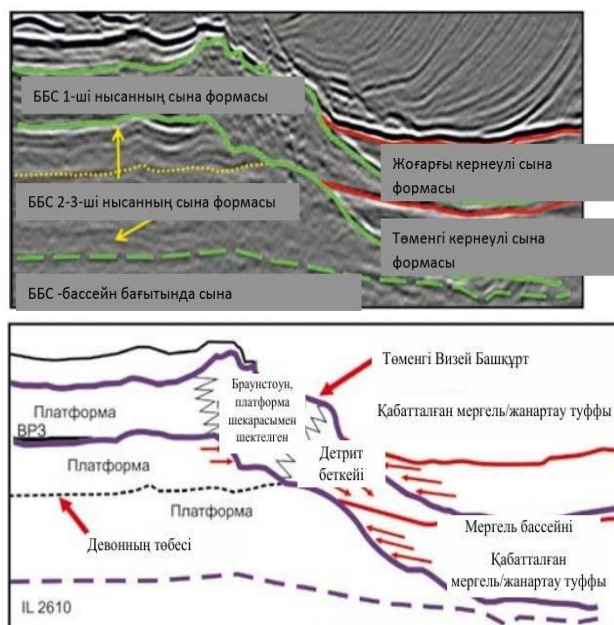 ББС 1-ші нысанның сына формасы
Жоғарғы кернеулі сына
формасы
ББС 2-3-ші нысанның сына формасы
Төменгі кернеулі сына
формасы
ББС -бассейн бағытында сына
Төменгі Визей Башқұрт
Браунстоун,
платформа
шекарасымен
шектелген
Қабатталған мергель/жанартау туффы
Платформа
ВРЗ
Детрит
беткейі
Платформа
Платформа
Мергель бассейні
Девонның төбесі
Қабатталған
мергель/жанартау туффы
IL 2610